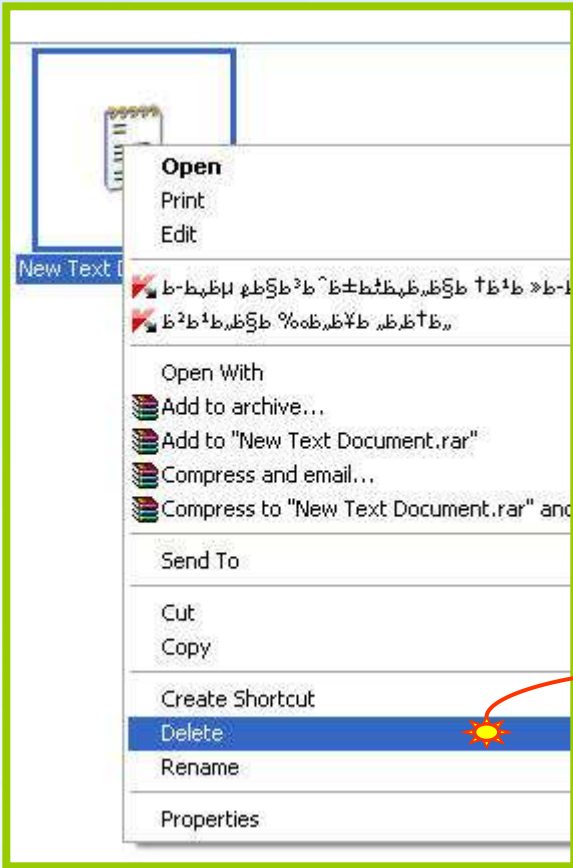 Open
Print
Edit
New Text
Open With
Add to archive...
Add to "New Text Document.rar"
Compress and email...
Compress to "New Text Document.rar"
Send To
Cut
Copy
Create Shortcut
Delete
Rename
Properties